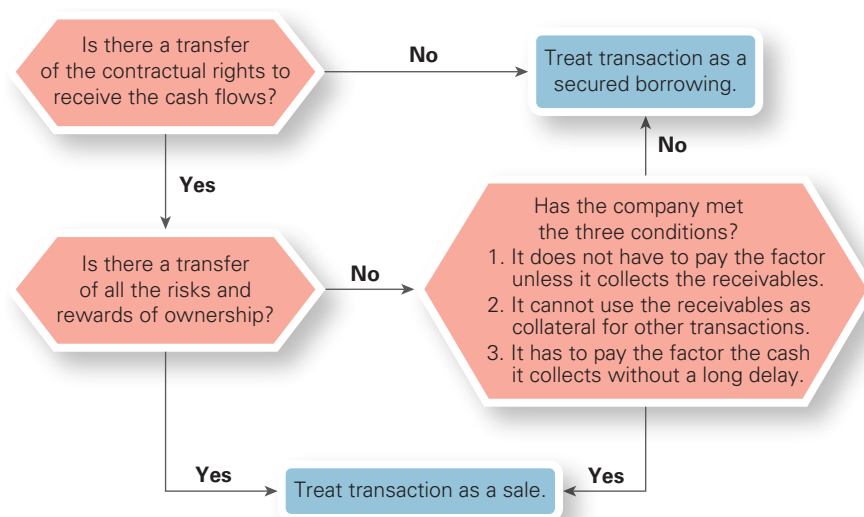 Is there a transfer
of the contractual rights to
receive the cash flows?
No
Treat transaction as a
secured borrowing.
No
Yes
Has the company met
the three conditions?
1. It does not have to pay the factor
unless it collects the receivables.
2. It cannot use the receivables as
collateral for other transactions.
3. It has to pay the factor the cash
it collects without a long delay.
Is there a transfer
of all the risks and
rewards of ownership?
No
Yes
Treat transaction as a sale.
Yes